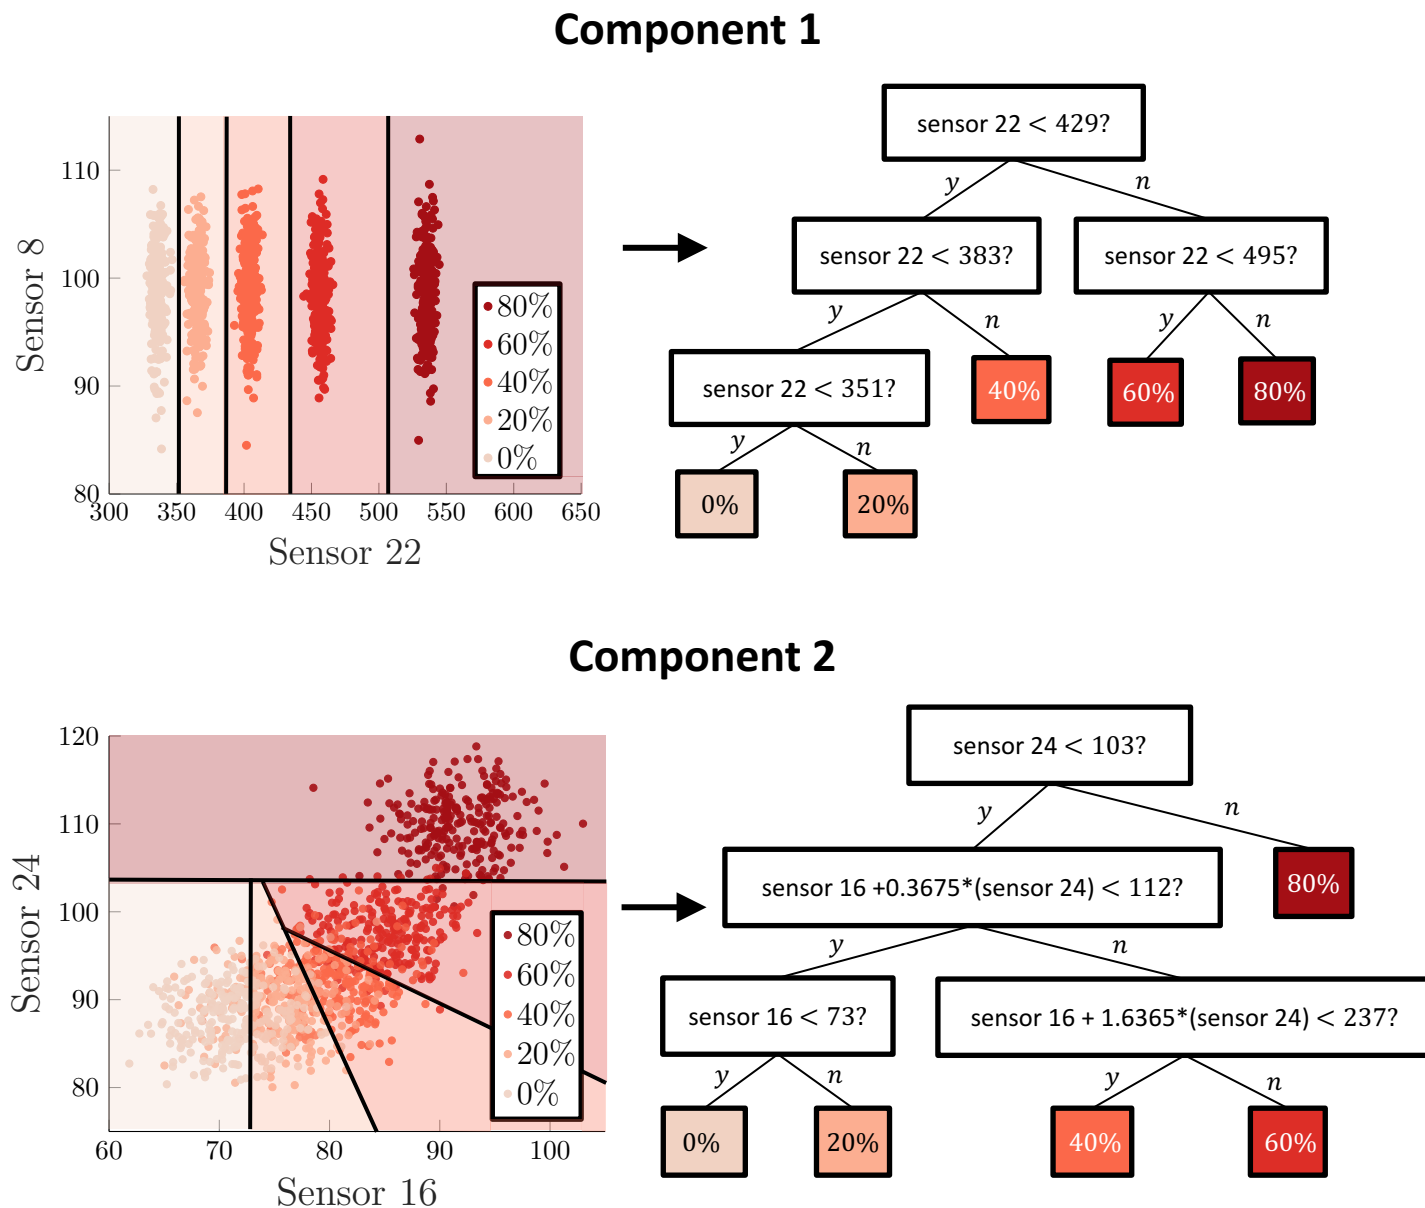 Component 1
Sensor 8
110
100
90
80
300 350 400 450 500 550 600 650
Sensor 22
80%
60%
40%
20%
0%
sensor 22 < 429?
y n
sensor 22 < 383?
sensor 22 < 495?
y n
y n
sensor 22 < 351?
40%
60%
80%
y n
0%
20%
Component 2
Sensor 24
120
110
100
90
80
60 70 80 90 100
Sensor 16
80%
60%
40%
20%
0%
sensor 24 < 103?
y n
sensor 16 +0.3675*(sensor 24) < 112?
80%
y n
sensor 16 < 73?
sensor 16 + 1.6365*(sensor 24) < 237?
y n
y n
0%
20%
40%
60%